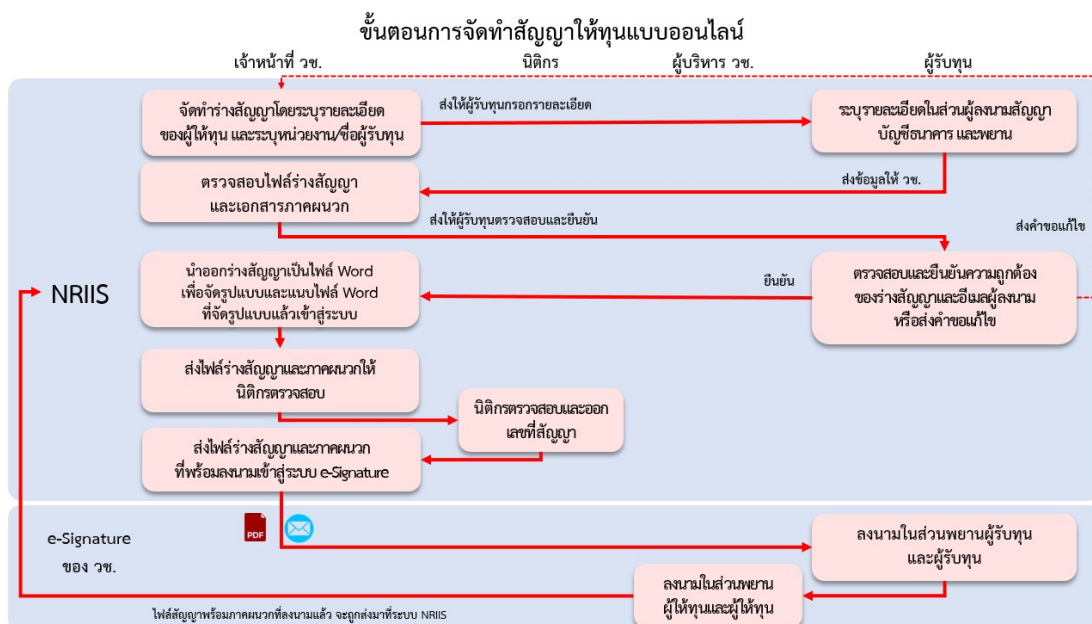 ขั้นตอนการจัดทำสัญญาให้ทุนแบบออนไลน์
เจ้าหน้าที่ วช.
นิติกร
ผู้บริหาร วช.
ผู้รับทุน
จัดทำร่างสัญญาโดยระบุรายละเอียด
ของผู้ให้ทุน และระบุหน่วยงาน/ชื่อผู้รับทุน
ส่งให้ผู้รับทุนกรอกรายละเอียด
ระบุรายละเอียดในส่วนผู้ลงนามสัญญา
บัญชีธนาคาร และพยาน
ตรวจสอบไฟล์ร่างสัญญา
และเอกสารภาคผนวก
ส่งข้อมูลให้ วช.
ส่งให้ผู้รับทุนตรวจสอบและยืนยัน
ส่งคำขอแก้ไข
NRIIS
นำออกร่างสัญญาเป็นไฟล์ Word
เพื่อจัดรูปแบบและแนบไฟล์ Word
ที่จัดรูปแบบแล้วเข้าสู่ระบบ
ยืนยัน
ตรวจสอบและยืนยันความถูกต้อง
ของร่างสัญญาและอีเมลผู้ลงนาม
หรือส่งคำขอแก้ไข
ส่งไฟล์ร่างสัญญาและภาคผนวกให้
นิติกรตรวจสอบ
นิติกรตรวจสอบและออก
เลขที่สัญญา
ส่งไฟล์ร่างสัญญาและภาคผนวก
ที่พร้อมลงนามเข้าสู่ระบบ e-Signature
e-Signature
ของ วช.
PDF
ลงนามในส่วนพยานผู้รับทุน
และผู้รับทุน
ลงนามในส่วนพยาน
ผู้ให้ทุนและผู้ให้ทุน
ไฟล์สัญญาพร้อมภาคผนวกที่ลงนามแล้ว จะถูกส่งมาที่ระบบ NRIIS